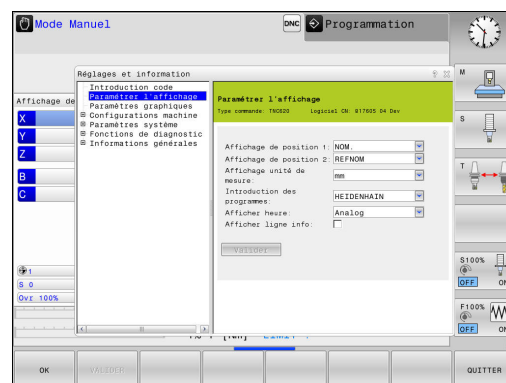 Mode Manuel
DNC
Programmation
Réglages et information
Introduction code
Paramétrer l'affichage
Paramètres graphiques
Configurations machine
Paramètres système
Fonctions de diagnostic
Informations générales
Paramétrer l'affichage
Type commande: TNC620 Logiciel CN: 817605 04 Dev
Affichage de position 1: NOM.
Affichage de position 2: REFNOM
Affichage unité de mesure: mm
Introduction des programmes: HEIDENHAIN
Afficher heure: Analog
Afficher ligne info:
Valider
Affichage de
X
Y
Z
B
C
1
S 0
Ovr 100%
M
S
T
S100%
OFF
ON
F100%
OFF
ON
OK
VALIDER
QUITTER